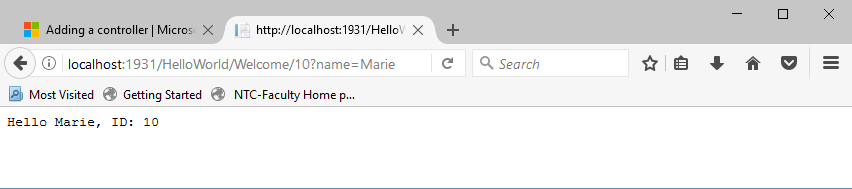 Adding a controller | Micros
http://localhost:1931/HelloW
localhost:1931/HelloWorld/Welcome/10?name=Marie
Search
Most Visited
Getting Started
NTC-Faculty Home p...
Hello Marie, ID: 10